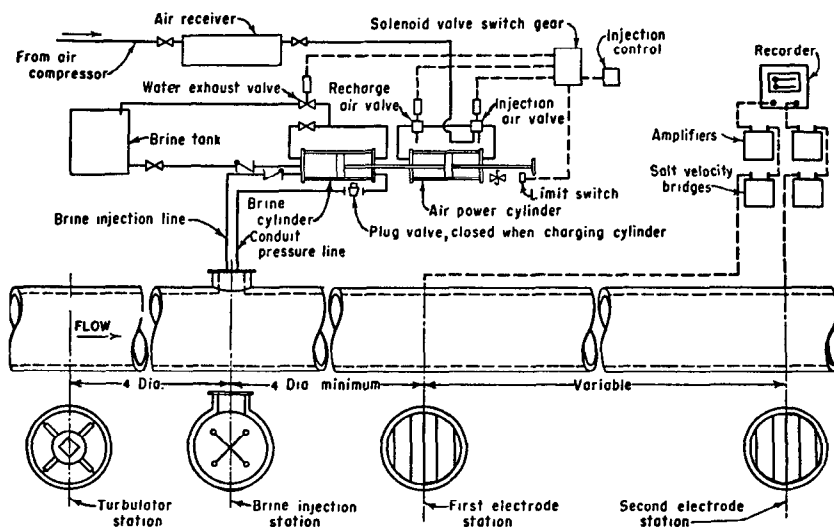 Air receiver
From air
compressor
Solenoid valve switch gear
Injection
control
Recorder
Water exhaust valve
Recharge
air valve
Injection
air valve
Brine tank
Amplifiers
Salt velocity
bridges
Brine
cylinder
Limit switch
Air power cylinder
Brine injection line
Conduit
pressure line
Plug valve, closed when charging cylinder
FLOW
4 Dia.
4 Dia minimum
Variable
Turbulator
station
Brine injection
station
First electrode
station
Second electrode
station